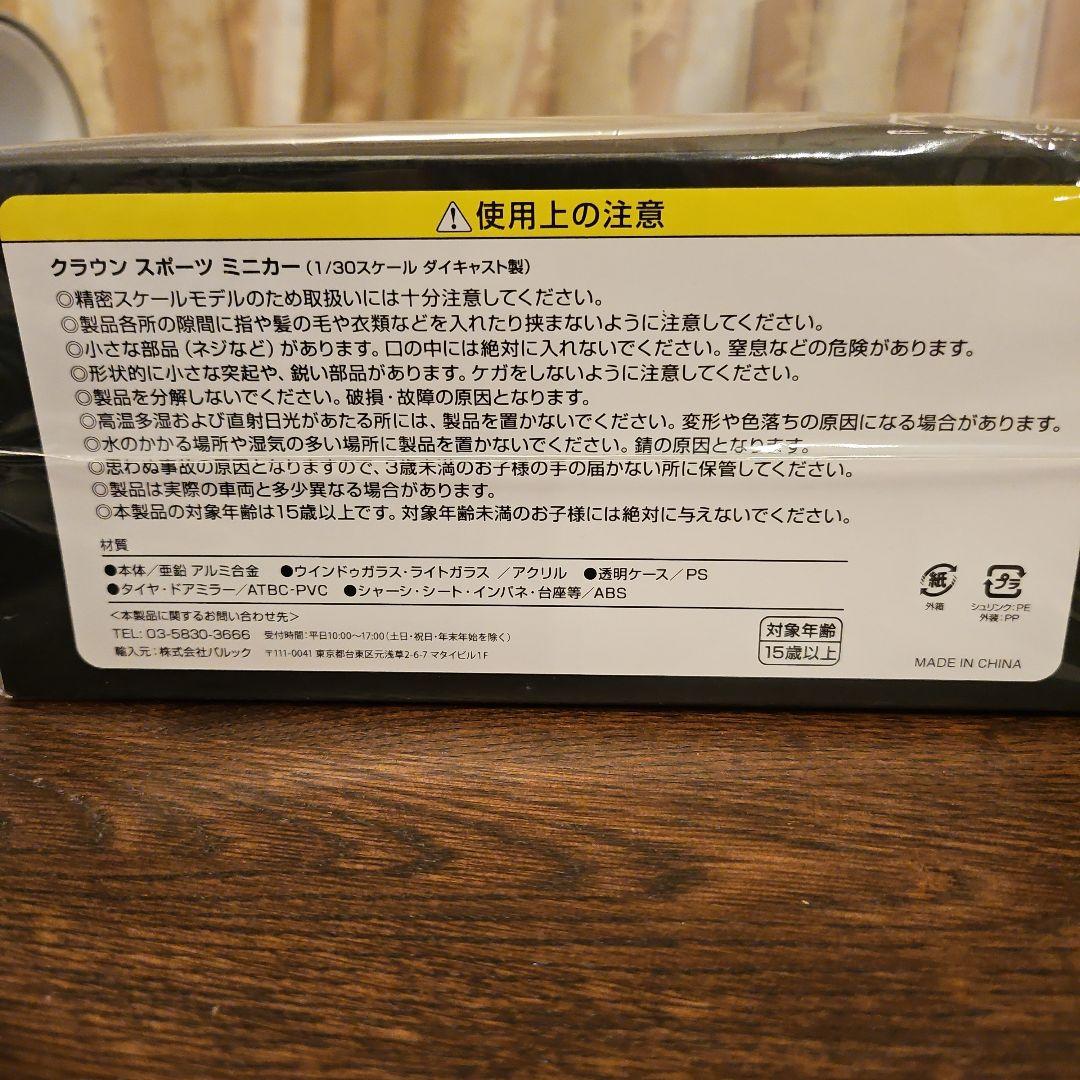 ⚠使用上の注意
クラウン スポーツ ミニカー(1/30スケール ダイキャスト製)
◎精密スケールモデルのため取扱いには十分注意してください。
◎製品各所の隙間に指や髪の毛や衣類などを入れたり挟まないように注意してください。
◎小さな部品(ネジなど)があります。口の中には絶対に入れないでください。窒息などの危険があります。
◎形状的に小さな突起や、鋭い部品があります。ケガをしないように注意してください。
◎製品を分解しないでください。破損・故障の原因となります。
◎高温多湿および直射日光があたる所には、製品を置かないでください。変形や色落ちの原因になる場合があります。
◎水のかかる場所や湿気の多い場所に製品を置かないでください。錆の原因となります。
◎思わぬ事故の原因となりますので、3歳未満のお子様の手の届かない所に保管してください。
◎製品は実際の車両と多少異なる場合があります。
◎本製品の対象年齢は15歳以上です。対象年齢未満のお子様には絶対に与えないでください。
材質
●本体/亜鉛 アルミ合金 ●ウインドゥガラス・ライトガラス /アクリル ●透明ケース/PS
●タイヤ・ドアミラー/ATBC-PVC ●シャーシ・シート・インパネ・台座等/ABS
<本製品に関するお問い合わせ先>
TEL: 03-5830-3666 受付時間:平日10:00〜17:00(土日・祝日・年末年始を除く)
輸入元:株式会社パルック 〒111-0041 東京都台東区元浅草2-6-7 マタイビル1F
対象年齢
15歳以上
紙
外箱
プラ
シュリンク:PE
外装:PP
MADE IN CHINA